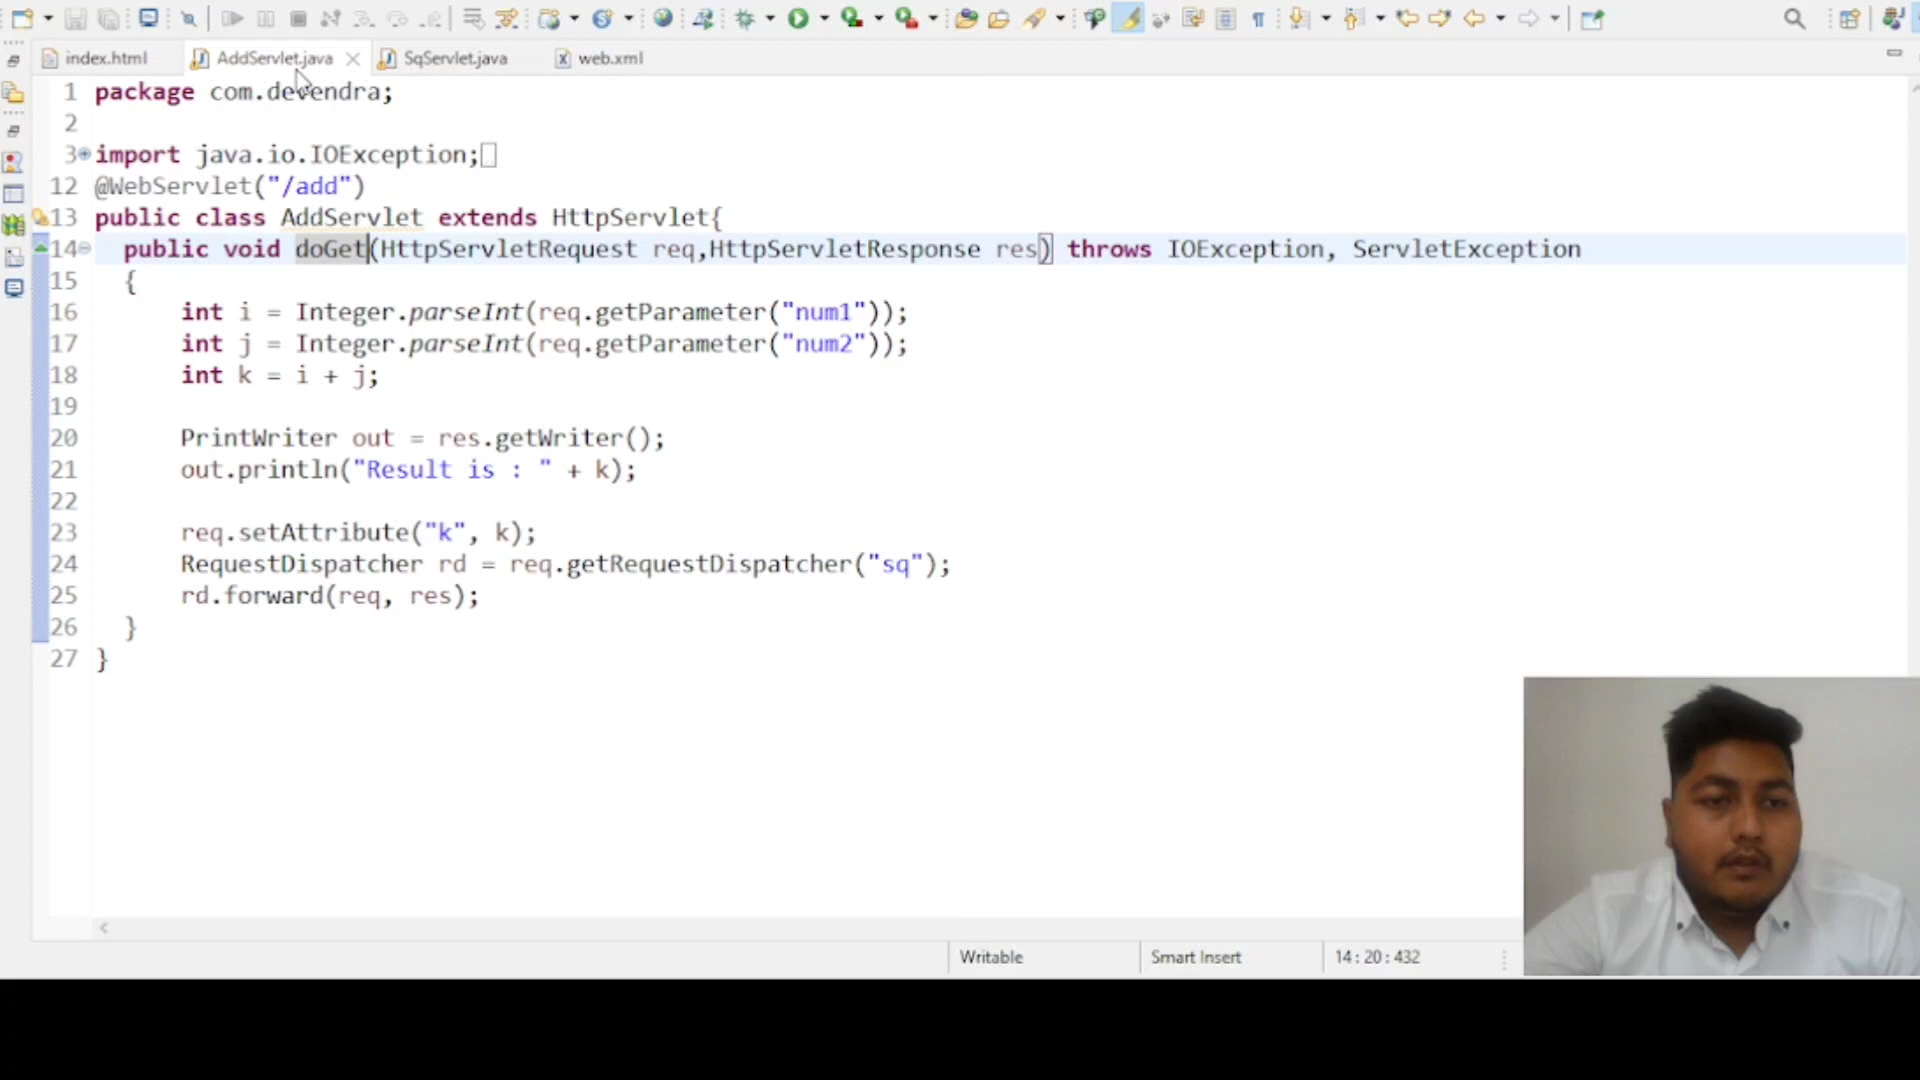 index.html
AddServlet.java
SqServlet.java
web.xml
1 package com.devendra;
2
3 import java.io.IOException;
12 @WebServlet("/add")
13 public class AddServlet extends HttpServlet{
14 public void doGet(HttpServletRequest req,HttpServletResponse res) throws IOException, ServletException
15 {
16 int i = Integer.parseInt(req.getParameter("num1"));
17 int j = Integer.parseInt(req.getParameter("num2"));
18 int k = i + j;
19
20 PrintWriter out = res.getWriter();
21 out.println("Result is : " + k);
22
23 req.setAttribute("k", k);
24 RequestDispatcher rd = req.getRequestDispatcher("sq");
25 rd.forward(req, res);
26 }
27 }
Writable
Smart Insert
14 : 20 : 432